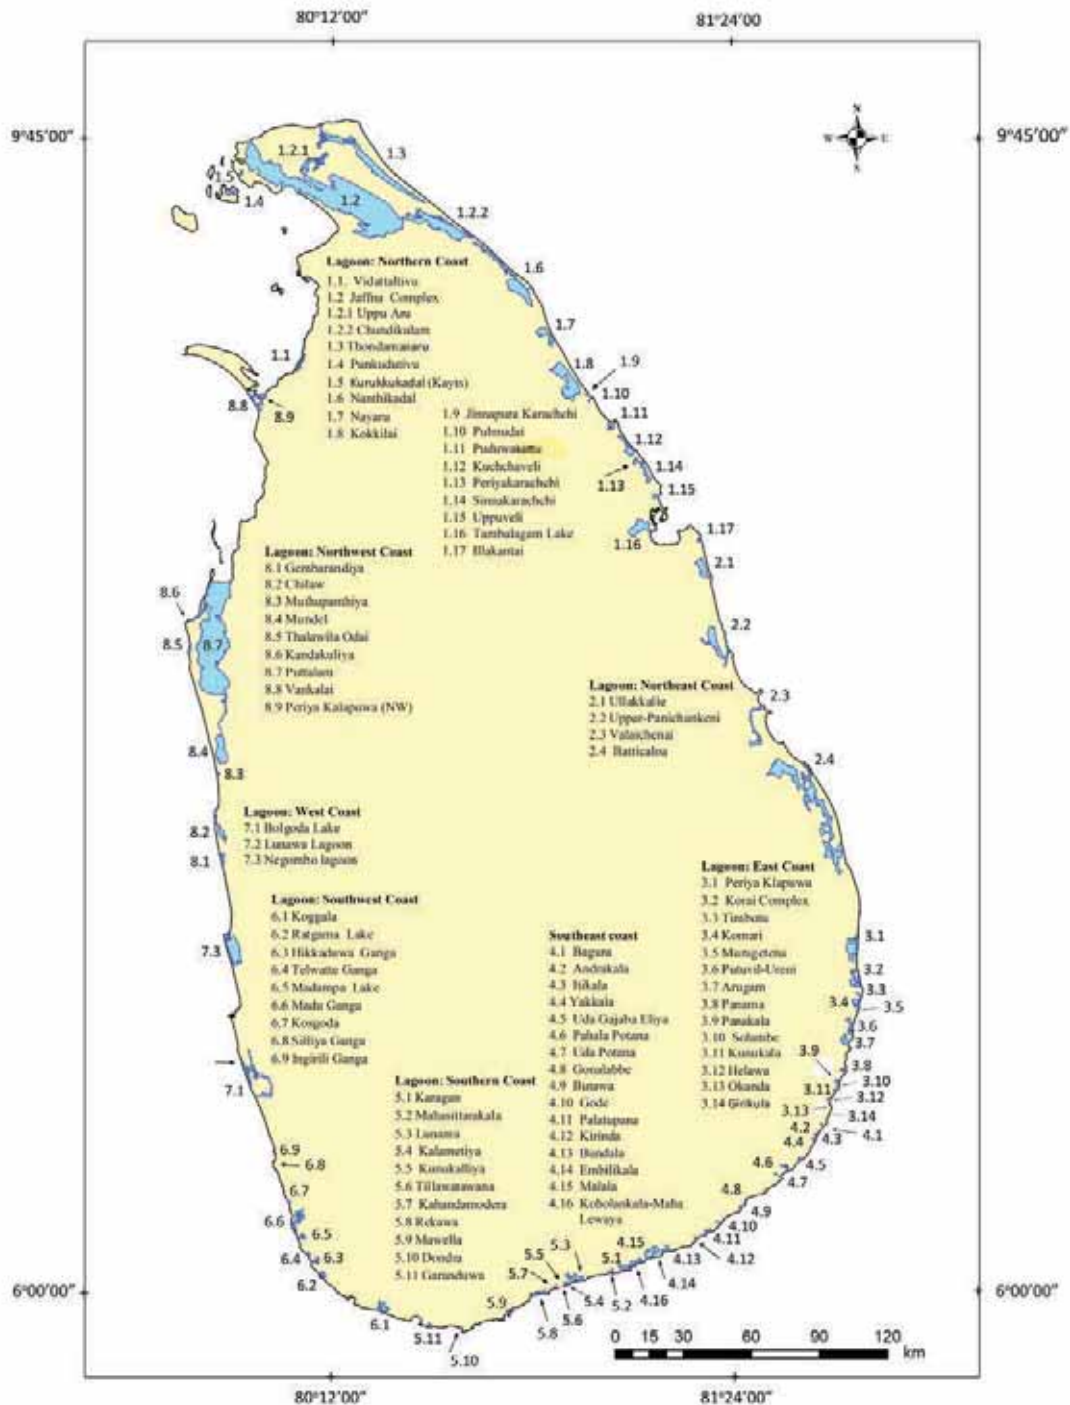 80°12'00"
81°24'00"
9°45'00"
9°45'00"
N
W
E
S
1.3
1.2.1
1.5
1.4
1.2
1.2.2
1.6
1.7
1.8
1.9
1.10
1.11
1.12
1.13
1.14
1.15
1.16
1.17
1.1
8.8
8.9
Lagoon: Northern Coast
1.1. Vidattaltivu
1.2 Jaffna Complex
1.2.1 Uppu Aru
1.2.2 Chundikulam
1.3 Thondamanaru
1.4 Punkudutivu
1.5 Kurukkukadal (Kayts)
1.6 Nanthikadal
1.7 Nayaru
1.8 Kokkilai
1.9 Jinnapura Karachchi
1.10 Pulmudai
1.11 Puduwakattu
1.12 Kuchchaveli
1.13 Periyakarachchi
1.14 Sinnakarachchi
1.15 Uppuveli
1.16 Tambalagam Lake
1.17 Illakantai
2.1
2.2
2.3
2.4
Lagoon: Northwest Coast
8.1 Gembarandiya
8.2 Chilaw
8.3 Muthupanthiya
8.4 Mundel
8.5 Thalawila Odai
8.6 Kandakuliya
8.7 Puttalam
8.8 Vankalai
8.9 Periya Kalapuwa (NW)
8.6
8.5
8.7
8.4
8.3
8.2
8.1
Lagoon: Northeast Coast
2.1 Ullakkalie
2.2 Upper-Panichankeni
2.3 Valaichenai
2.4 Batticaloa
Lagoon: West Coast
7.1 Bolgoda Lake
7.2 Lunawa Lagoon
7.3 Negombo lagoon
7.3
7.1
Lagoon: Southwest Coast
6.1 Koggala
6.2 Ratgama Lake
6.3 Hikkaduwa Ganga
6.4 Telwatte Ganga
6.5 Madampa Lake
6.6 Madu Ganga
6.7 Kosgoda
6.8 Silliya Ganga
6.9 Ingirili Ganga
6.9
6.8
6.7
6.6
6.5
6.4
6.3
6.2
6.1
Lagoon: Southern Coast
5.1 Karagan
5.2 Mahasittarakala
5.3 Lunama
5.4 Kalametiya
5.5 Kunukalliya
5.6 Tillawatawana
5.7 Kahandamodera
5.8 Rekawa
5.9 Mawella
5.10 Dondra
5.11 Garanduwa
Southeast coast
4.1 Bagura
4.2 Andrakala
4.3 Itikala
4.4 Yakkala
4.5 Uda Gajaba Eliya
4.6 Pahala Potana
4.7 Uda Potana
4.8 Gonalabbe
4.9 Butawa
4.10 Gode
4.11 Palatupana
4.12 Kirinda
4.13 Bundula
4.14 Embilikala
4.15 Malala
4.16 Koholankala-Maha
Lewaya
Lagoon: East Coast
3.1 Periya Klapuwa
3.2 Korai Complex
3.3 Timbutu
3.4 Komari
3.5 Murugetena
3.6 Potuvil-Ureni
3.7 Arugam
3.8 Panama
3.9 Panakala
3.10 Solambe
3.11 Kunukala
3.12 Helawa
3.13 Okanda
3.14 Girikula
3.1
3.2
3.3
3.4
3.5
3.6
3.7
3.8
3.9
3.10
3.11
3.12
3.13
3.14
4.1
4.2
4.3
4.4
4.5
4.6
4.7
4.8
4.9
4.10
4.11
4.12
4.13
4.14
4.15
4.16
5.1
5.2
5.3
5.4
5.5
5.6
5.7
5.8
5.9
5.10
5.11
6°00'00"
6°00'00"
0 15 30 60 90 120
km
80°12'00"
81°24'00"